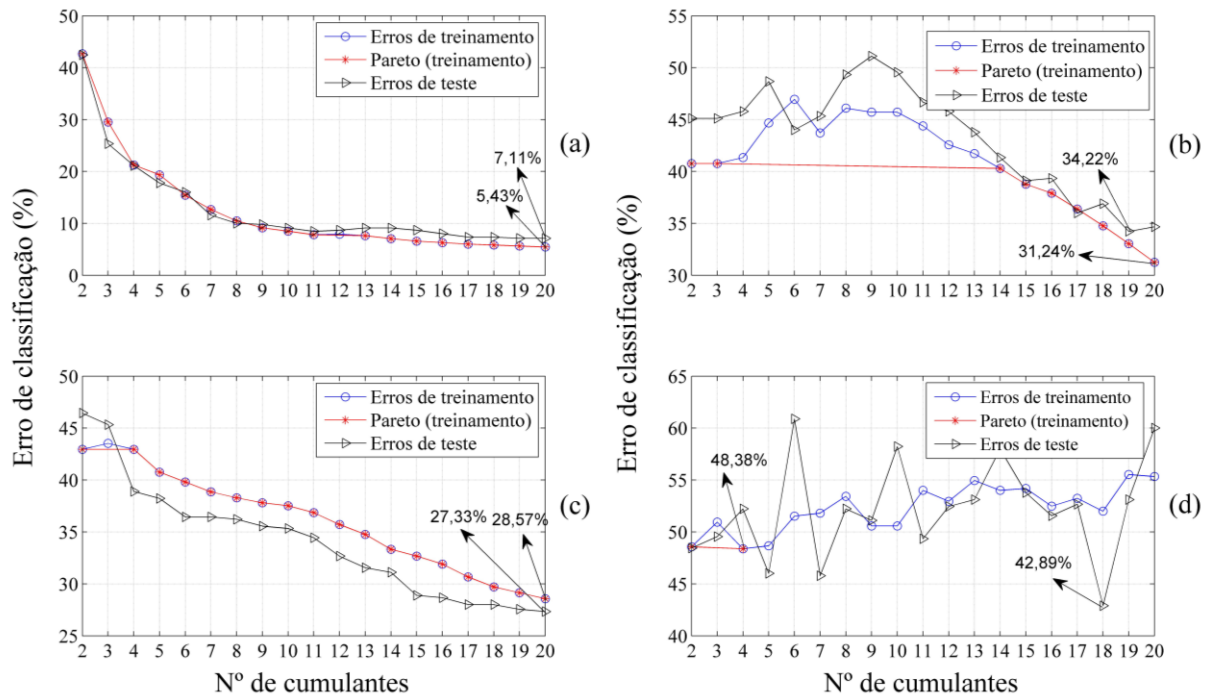 Erro de classificação (%)
50
40
30
20
10
0
Erros de treinamento
Pareto (treinamento)
Erros de teste
7,11%
5,43%
(a)
2 3 4 5 6 7 8 9 10 11 12 13 14 15 16 17 18 19 20
Erro de classificação (%)
55
50
45
40
35
30
Erros de treinamento
Pareto (treinamento)
Erros de teste
34,22%
31,24%
(b)
2 3 4 5 6 7 8 9 10 11 12 13 14 15 16 17 18 19 20
50
45
40
35
30
25
Erros de treinamento
Pareto (treinamento)
Erros de teste
27,33% 28,57%
(c)
2 3 4 5 6 7 8 9 10 11 12 13 14 15 16 17 18 19 20
Nº de cumulantes
65
60
55
50
45
40
Erros de treinamento
Pareto (treinamento)
Erros de teste
48,38%
42,89%
(d)
2 3 4 5 6 7 8 9 10 11 12 13 14 15 16 17 18 19 20
Nº de cumulantes